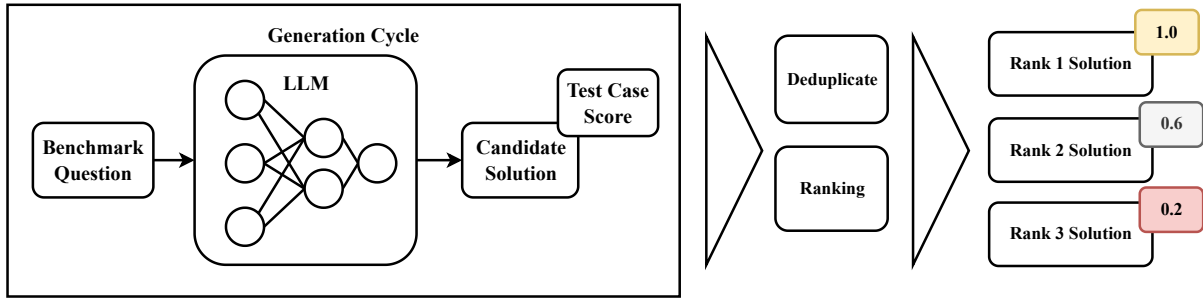 Generation Cycle
LLM
Benchmark
Question
Candidate
Solution
Test Case
Score
Deduplicate
Ranking
Rank 1 Solution
1.0
Rank 2 Solution
0.6
Rank 3 Solution
0.2